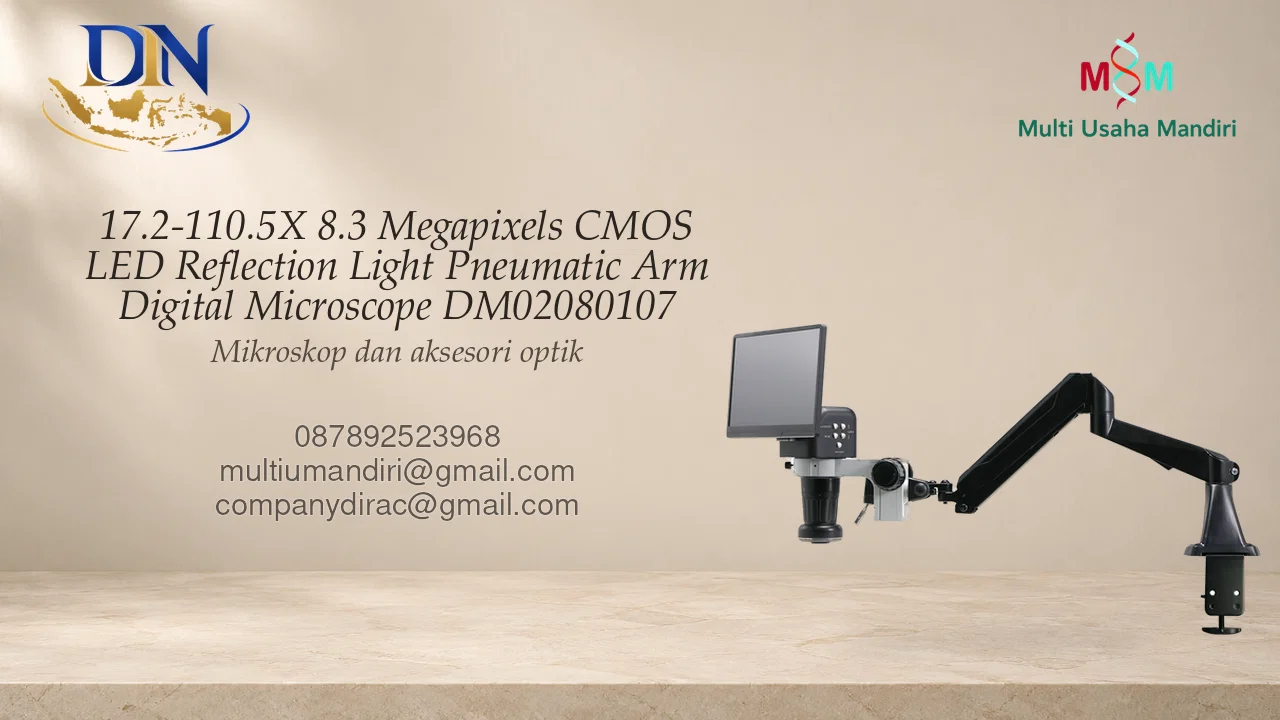 DIN
M M
Multi Usaha Mandiri
17.2-110.5X 8.3 Megapixels CMOS
LED Reflection Light Pneumatic Arm
Digital Microscope DM02080107
Mikroskop dan aksesori optik
087892523968
multiumandiri@gmail.com
companydirac@gmail.com